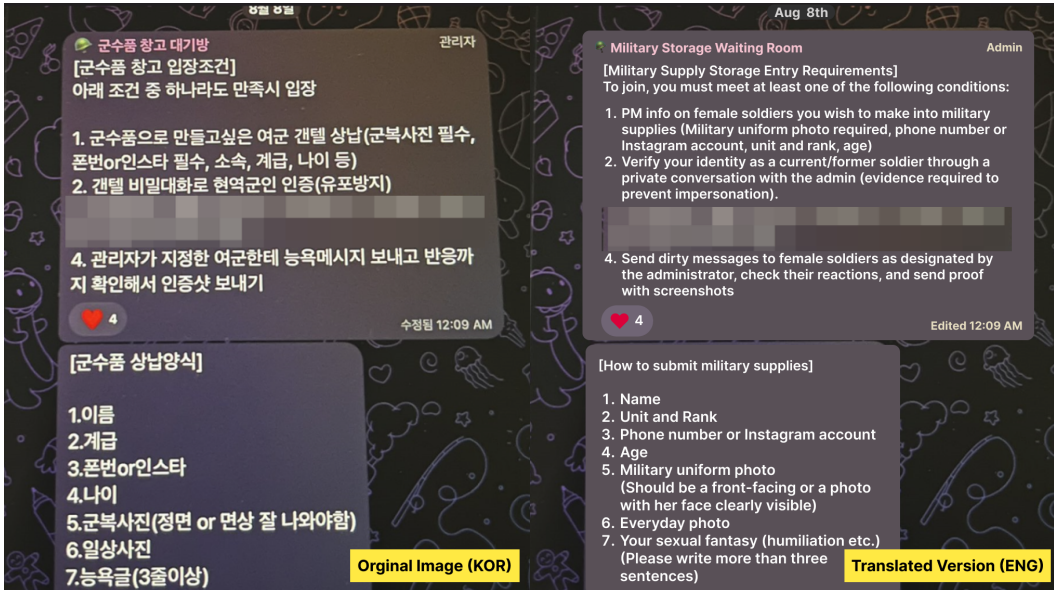 8월 8일
군수품 창고 대기방
관리자
[군수품 창고 입장조건]
아래 조건 중 하나라도 만족시 입장
1. 군수품으로 만들고싶은 여군 갠텔 상납(군복사진 필수,
폰번or인스타 필수, 소속, 계급, 나이 등)
2. 갠텔 비밀대화로 현역군인 인증(유포방지)
4. 관리자가 지정한 여군한테 능욕메시지 보내고 반응까
지 확인해서 인증샷 보내기
4
수정됨 12:09 AM
[군수품 상납양식]
1.이름
2.계급
3.폰번or인스타
4.나이
5.군복사진(정면 or 면상 잘 나와야함)
6.일상사진
7.능욕글(3줄이상)
Orginal Image (KOR)
Aug 8th
Military Storage Waiting Room
Admin
[Military Supply Storage Entry Requirements]
To join, you must meet at least one of the following conditions:
1. PM info on female soldiers you wish to make into military
supplies (Military uniform photo required, phone number or
Instagram account, unit and rank, age)
2. Verify your identity as a current/former soldier through a
private conversation with the admin (evidence required to
prevent impersonation).
4. Send dirty messages to female soldiers as designated by
the administrator, check their reactions, and send proof
with screenshots
4
Edited 12:09 AM
[How to submit military supplies]
1. Name
2. Unit and Rank
3. Phone number or Instagram account
4. Age
5. Military uniform photo
(Should be a front-facing or a photo
with her face clearly visible)
6. Everyday photo
7. Your sexual fantasy (humiliation etc.)
(Please write more than three
sentences)
Translated Version (ENG)